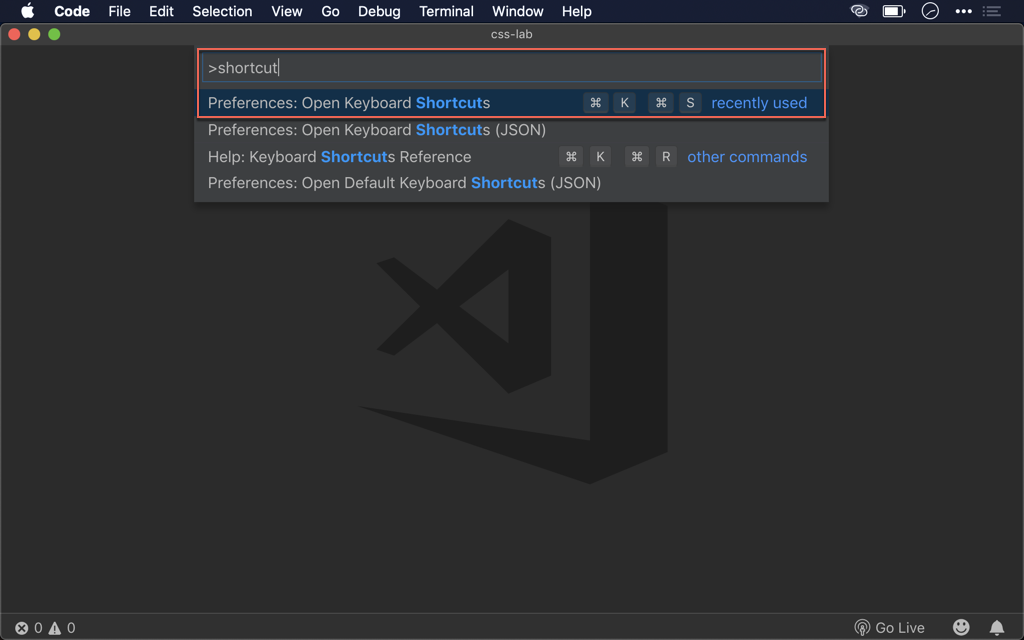 Code File Edit Selection View Go Debug Terminal Window Help
css-lab
>shortcut
Preferences: Open Keyboard Shortcuts ⌘ K ⌘ S recently used
Preferences: Open Keyboard Shortcuts (JSON)
Help: Keyboard Shortcuts Reference ⌘ K ⌘ R other commands
Preferences: Open Default Keyboard Shortcuts (JSON)
0 0 Go Live